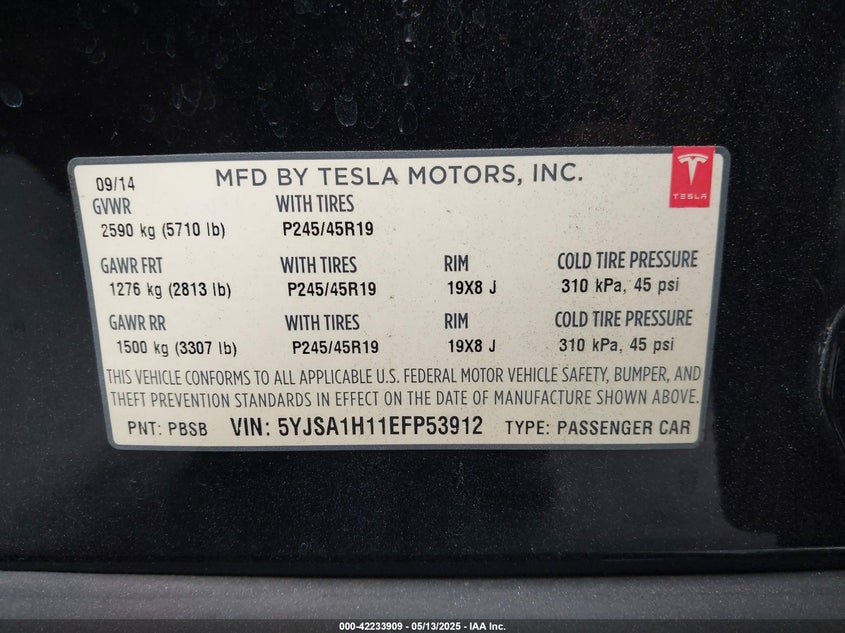 09/14 MFD BY TESLA MOTORS, INC.
TESLA
GVWR WITH TIRES
2590 kg (5710 lb) P245/45R19
GAWR FRT WITH TIRES RIM COLD TIRE PRESSURE
1276 kg (2813 lb) P245/45R19 19X8 J 310 kPa, 45 psi
GAWR RR WITH TIRES RIM COLD TIRE PRESSURE
1500 kg (3307 lb) P245/45R19 19X8 J 310 kPa, 45 psi
THIS VEHICLE CONFORMS TO ALL APPLICABLE U.S. FEDERAL MOTOR VEHICLE SAFETY, BUMPER, AND
THEFT PREVENTION STANDARDS IN EFFECT ON THE DATE OF MANUFACTURE SHOWN ABOVE.
PNT: PBSB VIN: 5YJSA1H11EFP53912 TYPE: PASSENGER CAR
000-42233909 — 05/13/2025 — IAA Inc.